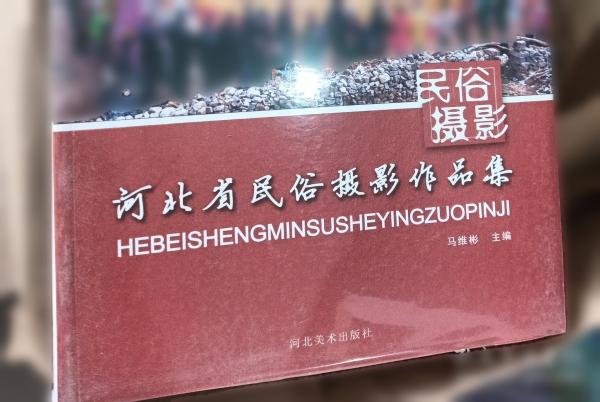 民俗
摄影
河北省民俗摄影作品集
HEBEISHENGMINSUSHEYINGZUOPINJI
马维彬 主编
河北美术出版社